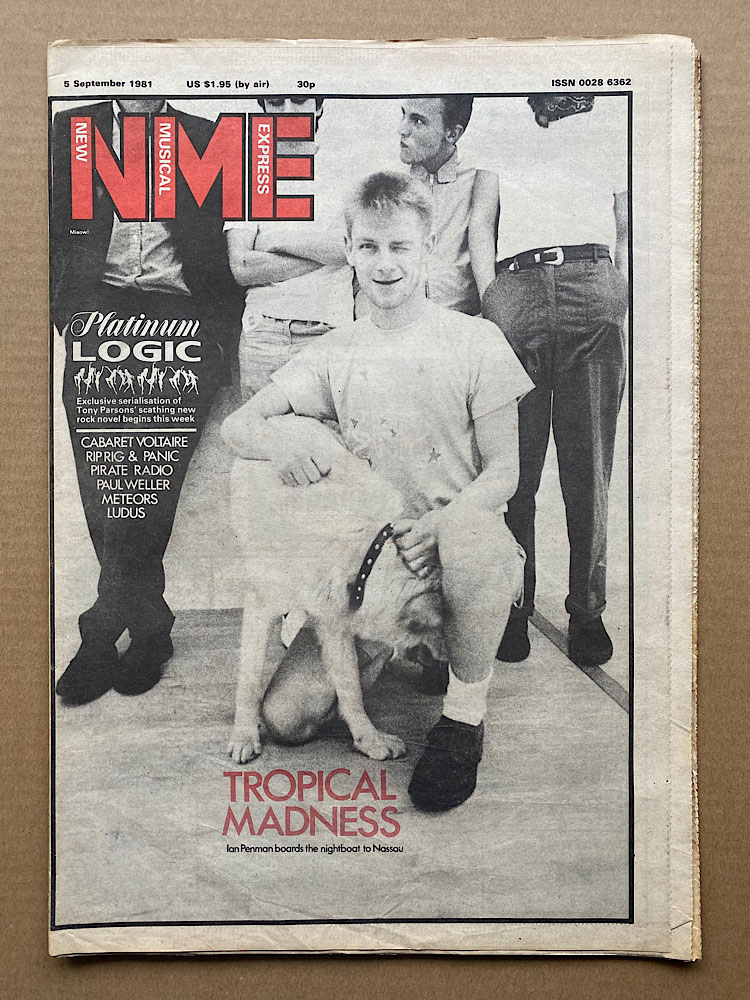 5 September 1981 US $1.95 (by air) 30p ISSN 0028 6362
NEW MUSICAL EXPRESS
NME
Miaow!
Platinum
LOGIC
Exclusive serialisation of
Tony Parsons' scathing new
rock novel begins this week
CABARET VOLTAIRE
RIP RIG & PANIC
PIRATE RADIO
PAUL WELLER
METEORS
LUDUS
TROPICAL
MADNESS
Ian Penman boards the nightboat to Nassau